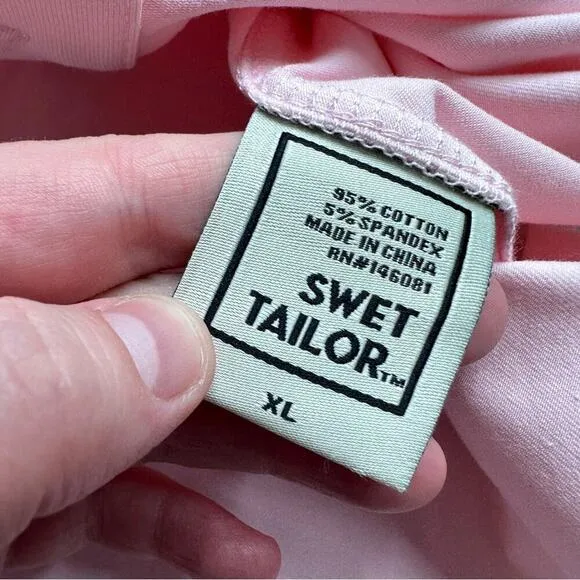 95% COTTON
5% SPANDEX
MADE IN CHINA
RN#146081
SWET
TAILOR™
XL